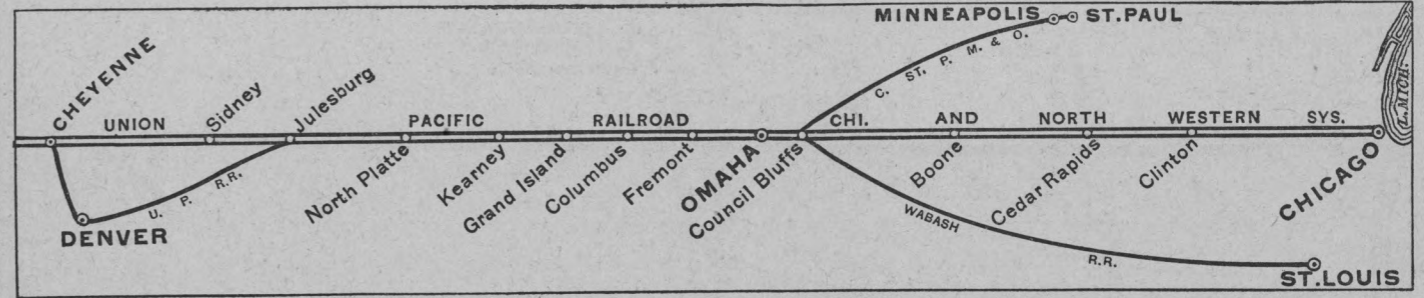 MINNEAPOLIS ST. PAUL
C. ST. P. M. & O.
CHEYENNE
Sidney
Julesburg
UNION PACIFIC RAILROAD
CHI. AND NORTH WESTERN SYS.
L. MICH.
North Platte
Kearney
Grand Island
Columbus
Fremont
OMAHA
Council Bluffs
Boone
Cedar Rapids
Clinton
CHICAGO
U. P. R.R.
DENVER
WABASH R.R.
ST. LOUIS